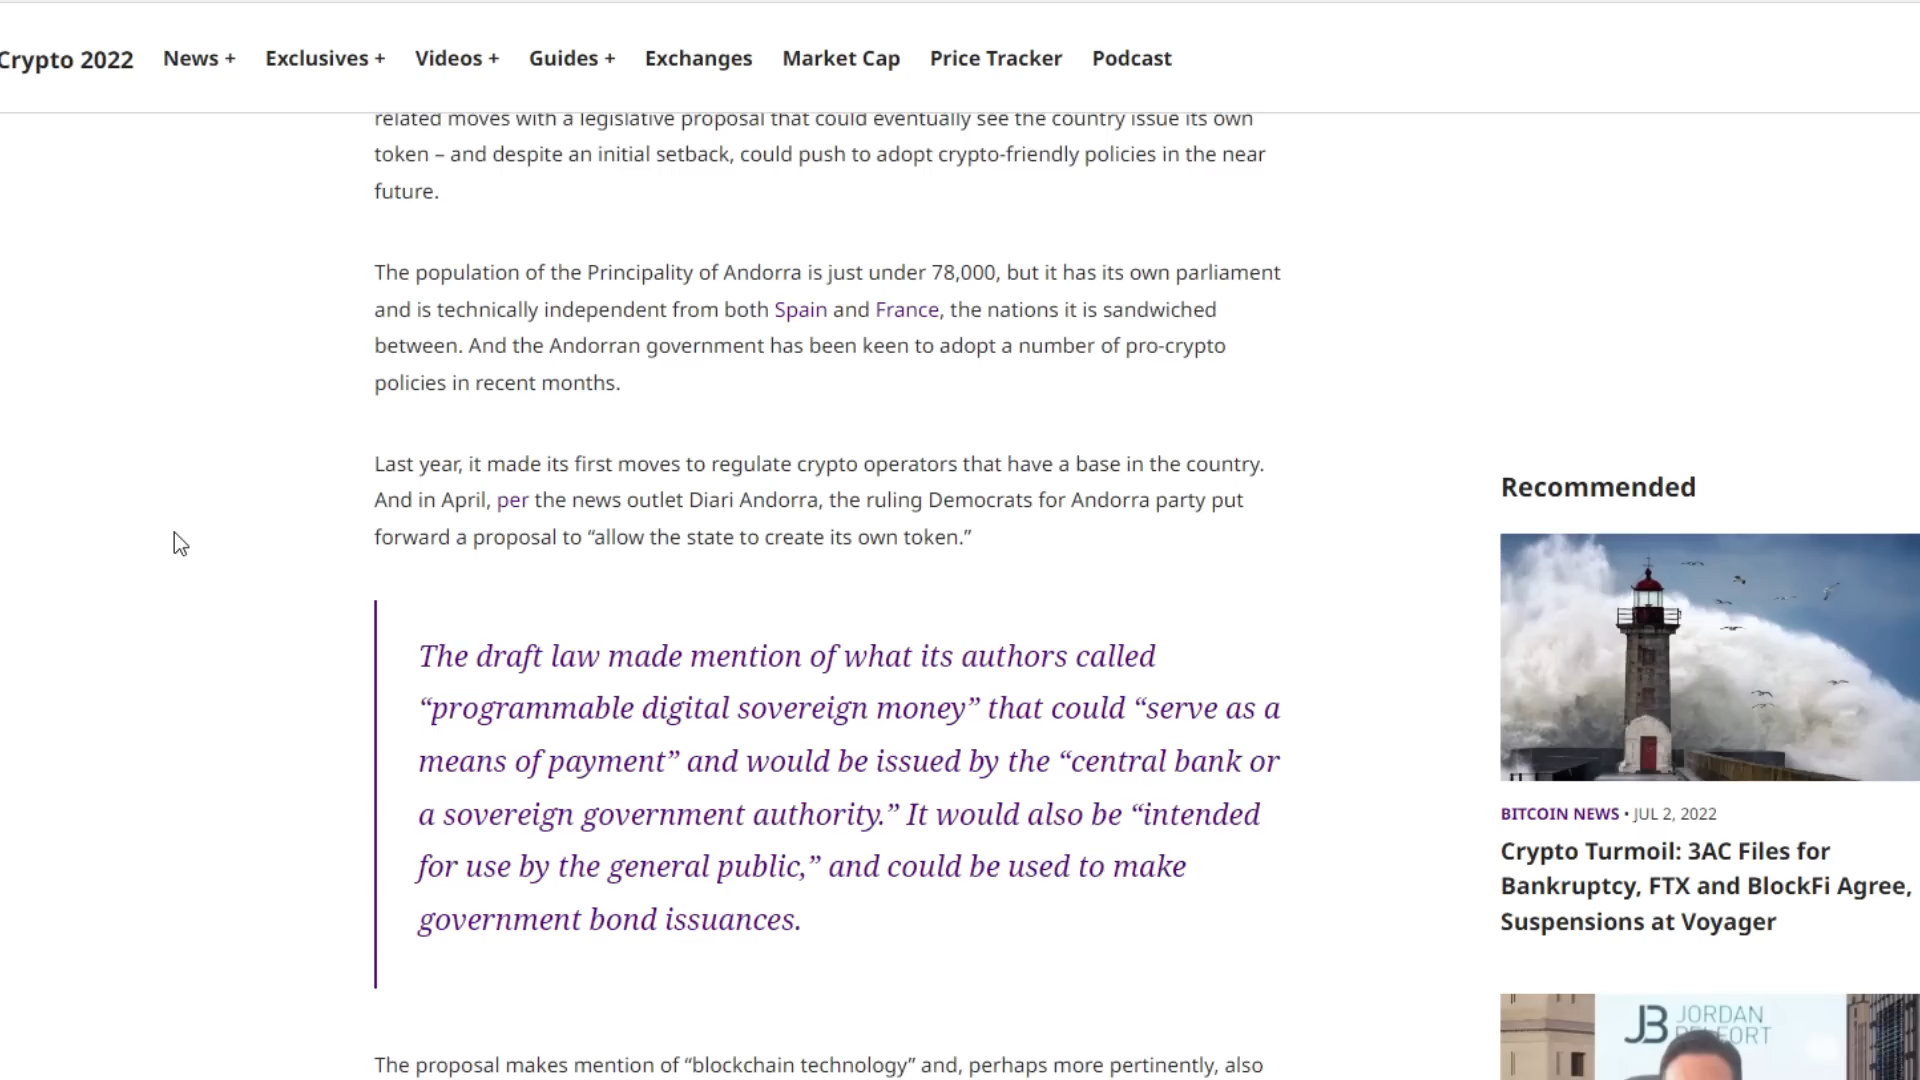 Crypto 2022 News + Exclusives + Videos + Guides + Exchanges Market Cap Price Tracker Podcast
related moves with a legislative proposal that could eventually see the country issue its own
token – and despite an initial setback, could push to adopt crypto-friendly policies in the near
future.
The population of the Principality of Andorra is just under 78,000, but it has its own parliament
and is technically independent from both Spain and France, the nations it is sandwiched
between. And the Andorran government has been keen to adopt a number of pro-crypto
policies in recent months.
Last year, it made its first moves to regulate crypto operators that have a base in the country.
And in April, per the news outlet Diari Andorra, the ruling Democrats for Andorra party put
forward a proposal to “allow the state to create its own token.”
The draft law made mention of what its authors called
“programmable digital sovereign money” that could “serve as a
means of payment” and would be issued by the “central bank or
a sovereign government authority.” It would also be “intended
for use by the general public,” and could be used to make
government bond issuances.
The proposal makes mention of “blockchain technology” and, perhaps more pertinently, also
Recommended
BITCOIN NEWS • JUL 2, 2022
Crypto Turmoil: 3AC Files for
Bankruptcy, FTX and BlockFi Agree,
Suspensions at Voyager
JB JORDAN
BELFORT